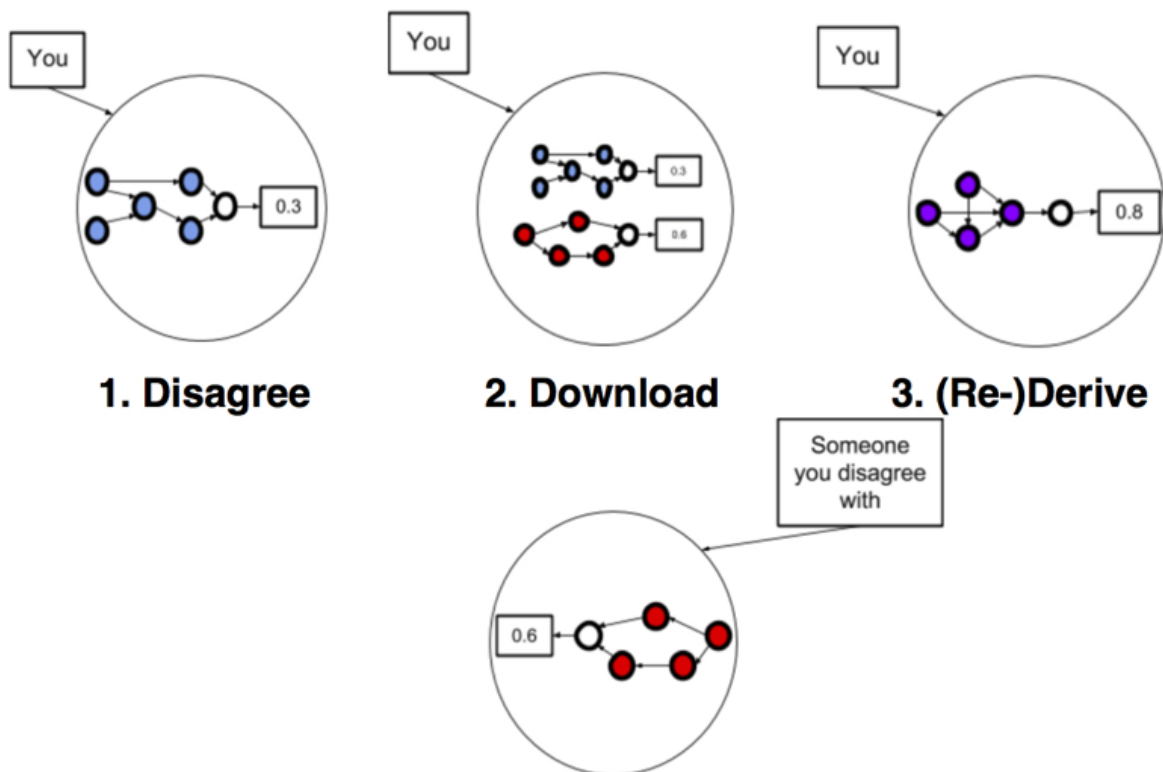 You
You
You
0.3
0.3
0.6
0.8
1. Disagree
2. Download
3. (Re-)Derive
Someone
you disagree
with
0.6